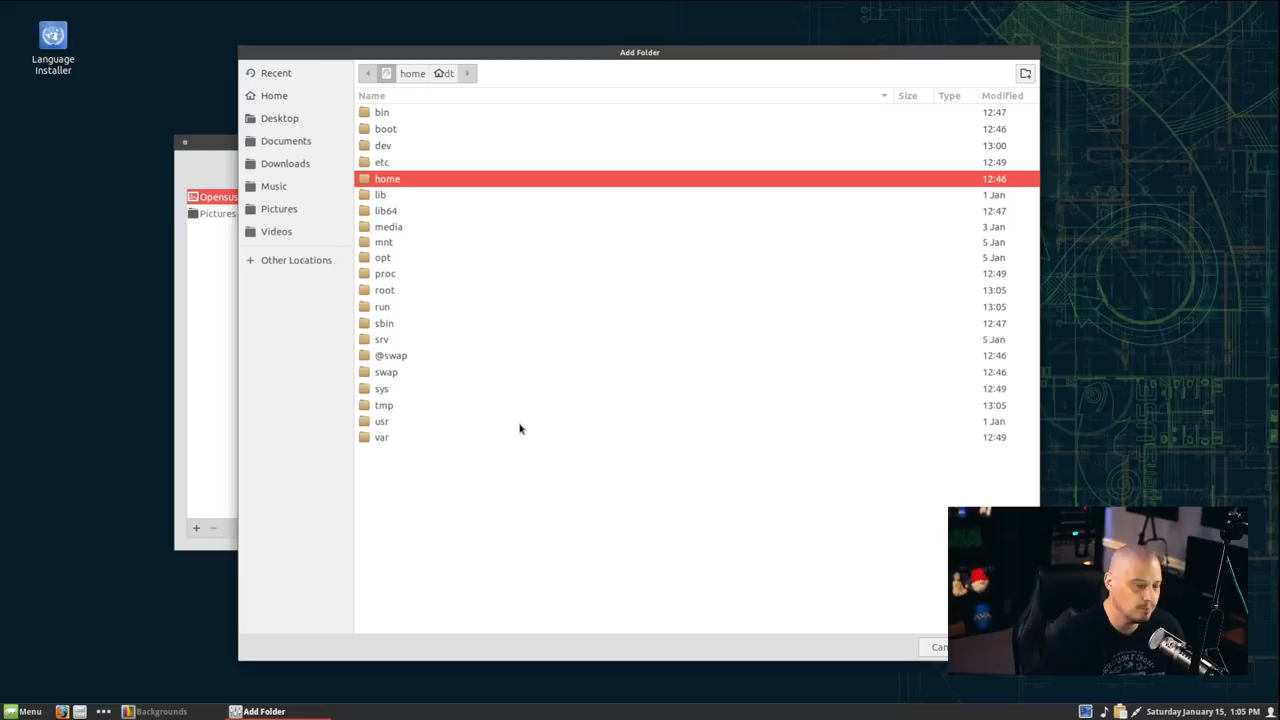 Language
Installer
Add Folder
Recent
home
dt
Home
Desktop
Documents
Downloads
Music
Pictures
Videos
Other Locations
Name
Size
Type
Modified
bin 12:47
boot 12:46
dev 13:00
etc 12:49
home 12:46
lib 1 Jan
lib64 12:47
media 3 Jan
mnt 5 Jan
opt 5 Jan
proc 12:49
root 13:05
run 13:05
sbin 12:47
srv 5 Jan
@swap 12:46
swap 12:46
sys 12:49
tmp 13:05
usr 1 Jan
var 12:49
Opensus
Pictures
Can
Menu
Backgrounds
Add Folder
Saturday January 15, 1:05 PM